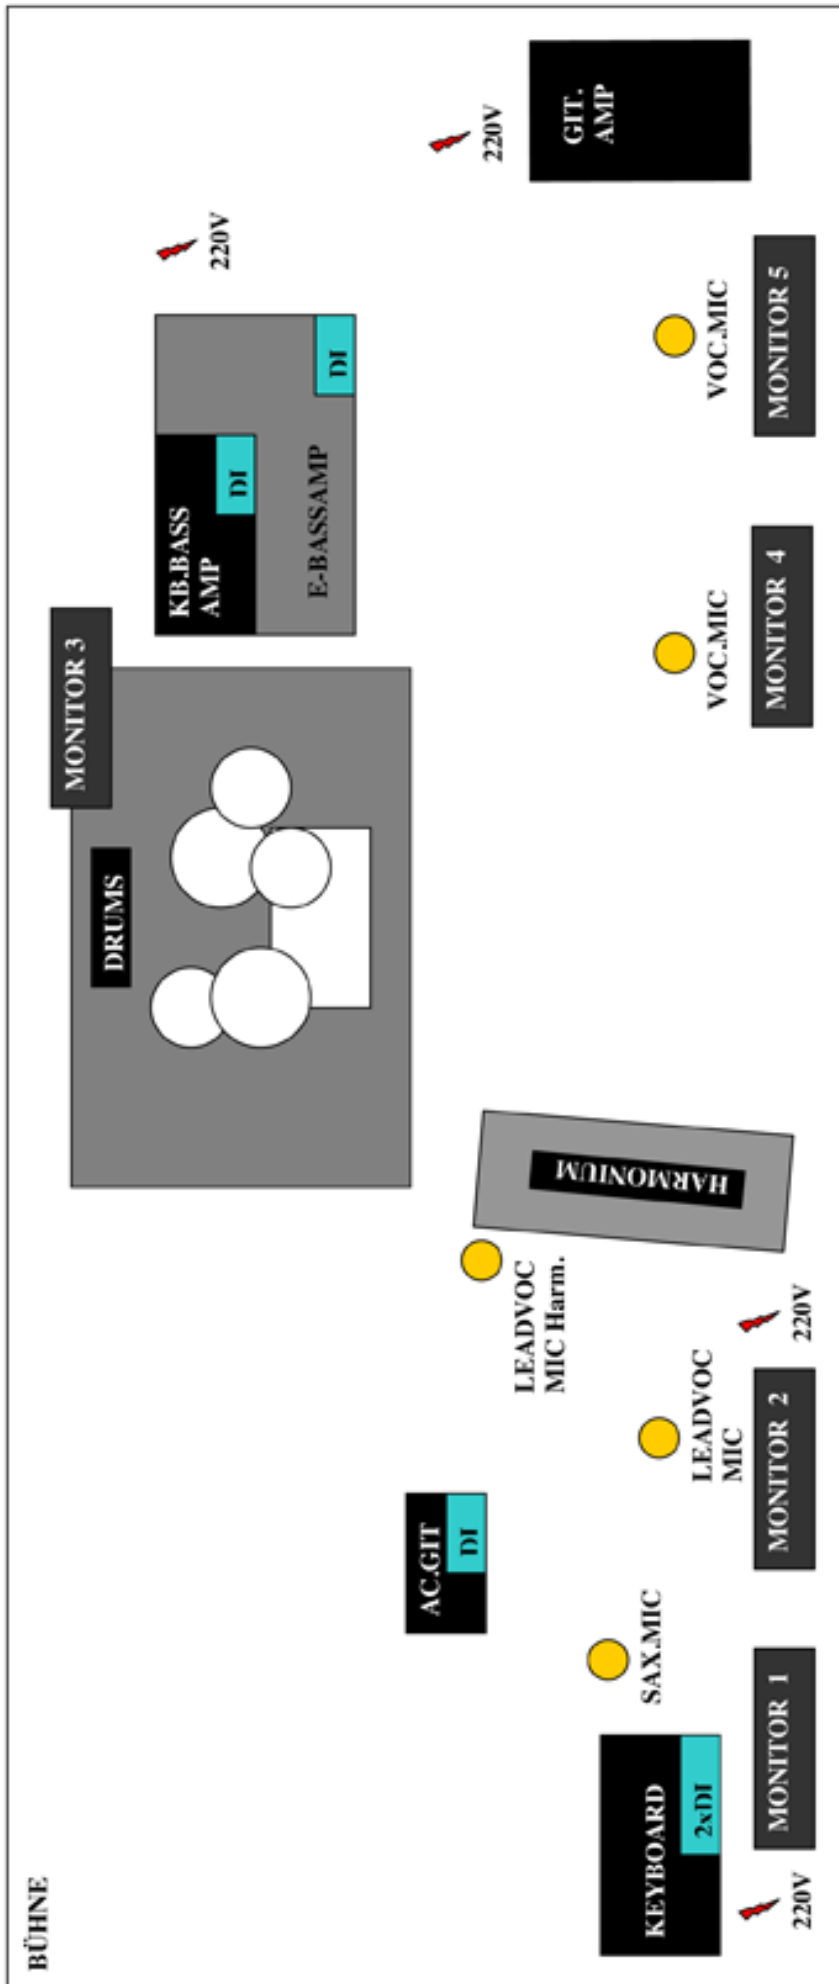 BÜHNE
MONITOR 3
DRUMS
KB.BASS
AMP
DI
E-BASSAMP
DI
220V
220V
GIT.
AMP
AC.GIT
DI
LEADVOC
MIC Harm.
HARMONIUM
KEYBOARD
2xDI
SAX.MIC
LEADVOC
MIC
VOC.MIC
VOC.MIC
220V
MONITOR 1
MONITOR 2
220V
MONITOR 4
MONITOR 5